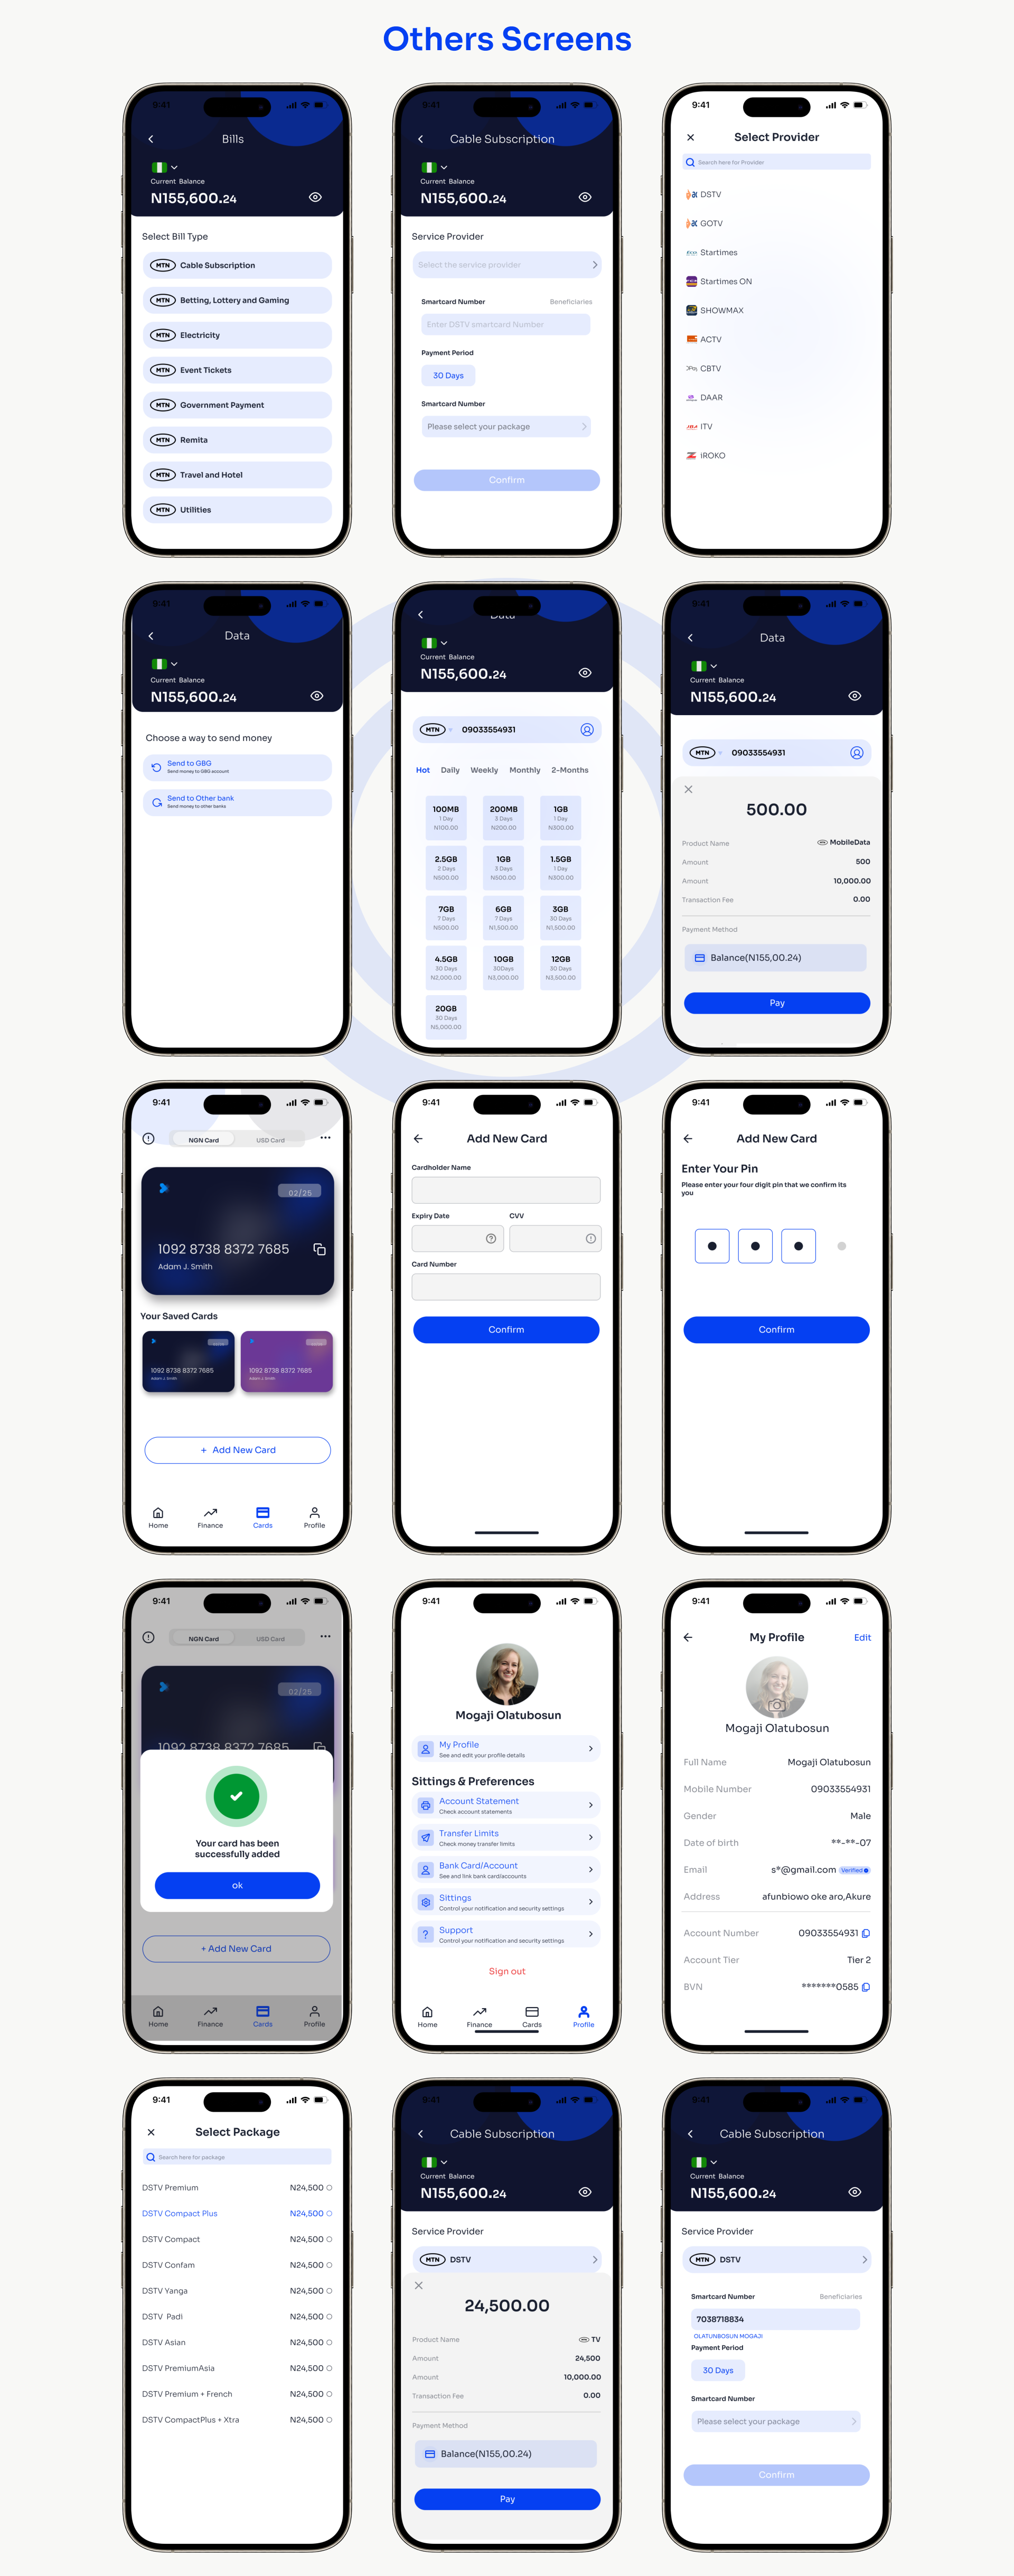 Others Screens
9:41
Bills
Current Balance
N155,600.24
Select Bill Type
MTN Cable Subscription
MTN Betting, Lottery and Gaming
MTN Electricity
MTN Event Tickets
MTN Government Payment
MTN Remita
MTN Travel and Hotel
MTN Utilities
9:41
Cable Subscription
Current Balance
N155,600.24
Service Provider
Select the service provider
Smartcard Number Beneficiaries
Enter DSTV smartcard Number
Payment Period
30 Days
Smartcard Number
Please select your package
Confirm
9:41
Select Provider
Search here for Provider
DSTV
GOTV
Startimes
Startimes ON
SHOWMAX
ACTV
CBTV
DAAR
ITV
IROKO
9:41
Data
Current Balance
N155,600.24
Choose a way to send money
Send to GBG
Send money to GBG account
Send to Other bank
Send money to other banks
Data
Current Balance
N155,600.24
MTN 09033554931
Hot Daily Weekly Monthly 2-Months
100MB 200MB 1GB
1 Day 3 Days 1 Day
N100.00 N200.00 N300.00
2.5GB 1GB 1.5GB
2 Days 3 Days 1 Day
N500.00 N500.00 N300.00
7GB 6GB 3GB
7 Days 7 Days 30 Days
N500.00 N1,500.00 N1,500.00
4.5GB 10GB 12GB
30 Days 30Days 30 Days
N2,000.00 N3,000.00 N3,500.00
20GB
30 Days
N5,000.00
9:41
Data
Current Balance
N155,600.24
MTN 09033554931
500.00
Product Name MobileData
Amount 500
Amount 10,000.00
Transaction Fee 0.00
Payment Method
Balance(N155,00.24)
Pay
9:41
NGN Card USD Card
02/25
1092 8738 8372 7685
Adam J. Smith
Your Saved Cards
1092 8738 8372 7685 1092 8738 8372 7685
Adam J. Smith Adam J. Smith
+ Add New Card
Home Finance Cards Profile
9:41
Add New Card
Cardholder Name
Expiry Date CVV
Card Number
Confirm
9:41
Add New Card
Enter Your Pin
Please enter your four digit pin that we confirm its
you
Confirm
9:41
NGN Card USD Card
02/25
1092 8738 8372 7685
Your card has been
successfully added
ok
+ Add New Card
Home Finance Cards Profile
9:41
Mogaji Olatubosun
My Profile
See and edit your profile details
Sittings & Preferences
Account Statement
Check account statements
Transfer Limits
Check money transfer limits
Bank Card/Account
See and link bank card/accounts
Sittings
Control your notification and security settings
Support
Control your notification and security settings
Sign out
Home Finance Cards Profile
9:41
My Profile Edit
Mogaji Olatubosun
Full Name Mogaji Olatubosun
Mobile Number 09033554931
Gender Male
Date of birth **-**-07
Email s*@gmail.com Verified
Address afunbiowo oke aro,Akure
Account Number 09033554931
Account Tier Tier 2
BVN *******0585
9:41
Select Package
Search here for package
DSTV Premium N24,500
DSTV Compact Plus N24,500
DSTV Compact N24,500
DSTV Confam N24,500
DSTV Yanga N24,500
DSTV Padi N24,500
DSTV Asian N24,500
DSTV PremiumAsia N24,500
DSTV Premium + French N24,500
DSTV CompactPlus + Xtra N24,500
9:41
Cable Subscription
Current Balance
N155,600.24
Service Provider
MTN DSTV
24,500.00
Product Name TV
Amount 24,500
Amount 10,000.00
Transaction Fee 0.00
Payment Method
Balance(N155,00.24)
Pay
9:41
Cable Subscription
Current Balance
N155,600.24
Service Provider
MTN DSTV
Smartcard Number Beneficiaries
7038718834
OLATUNBOSUN MOGAJI
Payment Period
30 Days
Smartcard Number
Please select your package
Confirm